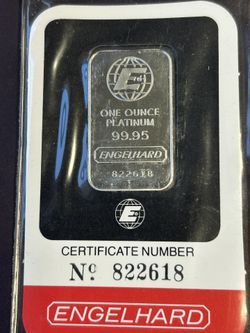 E
ONE OUNCE
PLATINUM
99.95
ENGELHARD
822618
E
CERTIFICATE NUMBER
Nº 822618
ENGELHARD